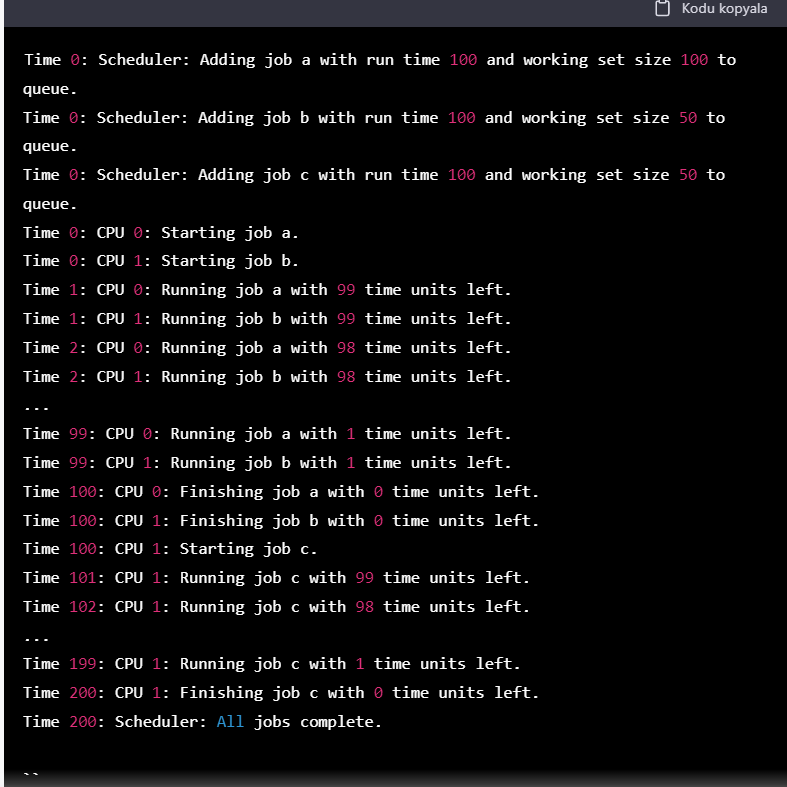 Kodu kopyala
Time 0: Scheduler: Adding job a with run time 100 and working set size 100 to
queue.
Time 0: Scheduler: Adding job b with run time 100 and working set size 50 to
queue.
Time 0: Scheduler: Adding job c with run time 100 and working set size 50 to
queue.
Time 0: CPU 0: Starting job a.
Time 0: CPU 1: Starting job b.
Time 1: CPU 0: Running job a with 99 time units left.
Time 1: CPU 1: Running job b with 99 time units left.
Time 2: CPU 0: Running job a with 98 time units left.
Time 2: CPU 1: Running job b with 98 time units left.
...
Time 99: CPU 0: Running job a with 1 time units left.
Time 99: CPU 1: Running job b with 1 time units left.
Time 100: CPU 0: Finishing job a with 0 time units left.
Time 100: CPU 1: Finishing job b with 0 time units left.
Time 100: CPU 1: Starting job c.
Time 101: CPU 1: Running job c with 99 time units left.
Time 102: CPU 1: Running job c with 98 time units left.
...
Time 199: CPU 1: Running job c with 1 time units left.
Time 200: CPU 1: Finishing job c with 0 time units left.
Time 200: Scheduler: All jobs complete.
``